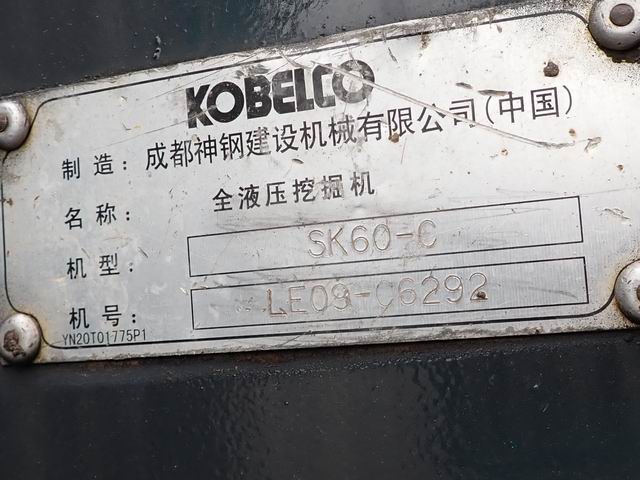 KOBELCO
制造：成都神钢建设机械有限公司(中国)
名称：全液压挖掘机
机型：SK60-C
机号：LE09-C6292
YN20T01775P1